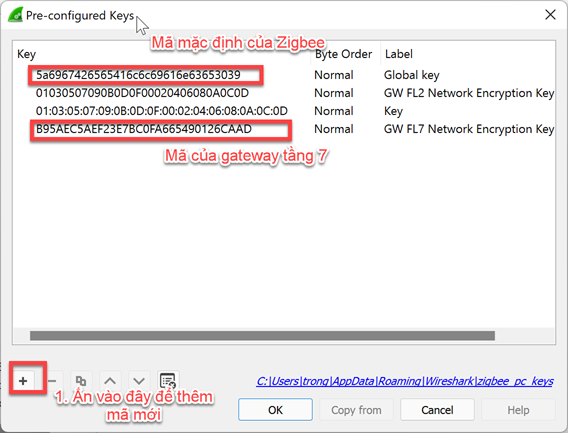 Pre-configured Keys
Mã mặc định của Zigbee
Key Byte Order Label
5a6967426565416c6c69616e63653039 Normal Global key
01030507090B0D0F00020406080A0C0D Normal GW FL2 Network Encryption Key
01:03:05:07:09:0B:0D:0F:00:02:04:06:08:0A:0C:0D Normal Key
B95AEC5AEF23E7BC0FA665490126CAAD Normal GW FL7 Network Encryption Key
Mã của gateway tầng 7
C:\Users\trong\AppData\Roaming\Wireshark\zigbee_pc_keys
1. Ấn vào đây để thêm
mã mới
OK Copy from Cancel Help